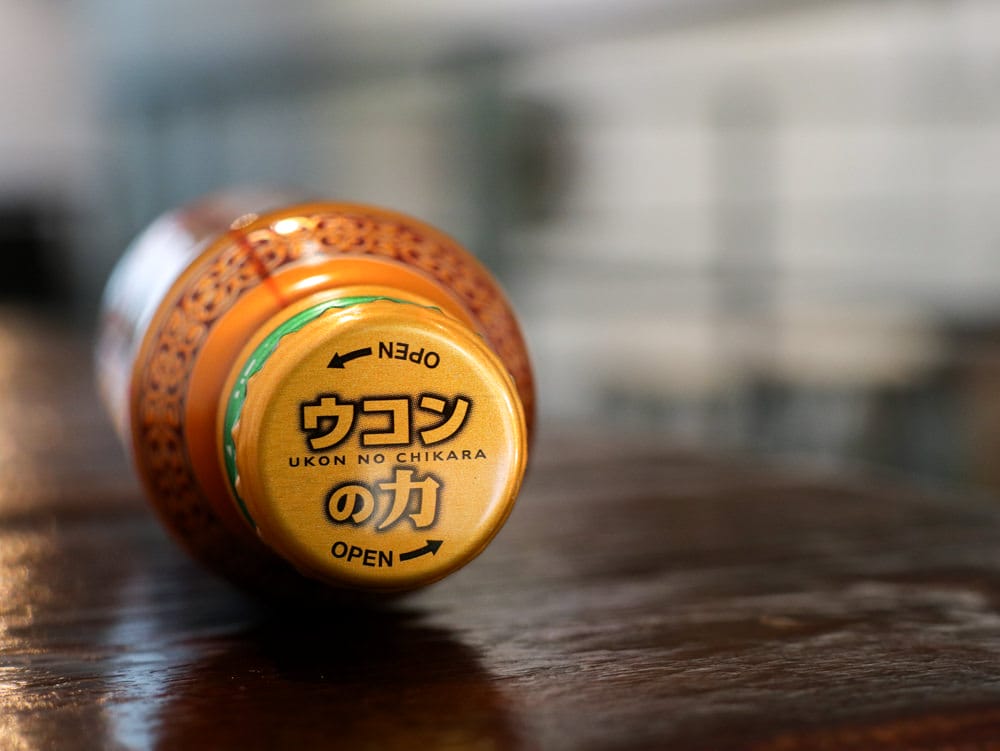 OPEN
ウコン
UKON NO CHIKARA
の力
OPEN